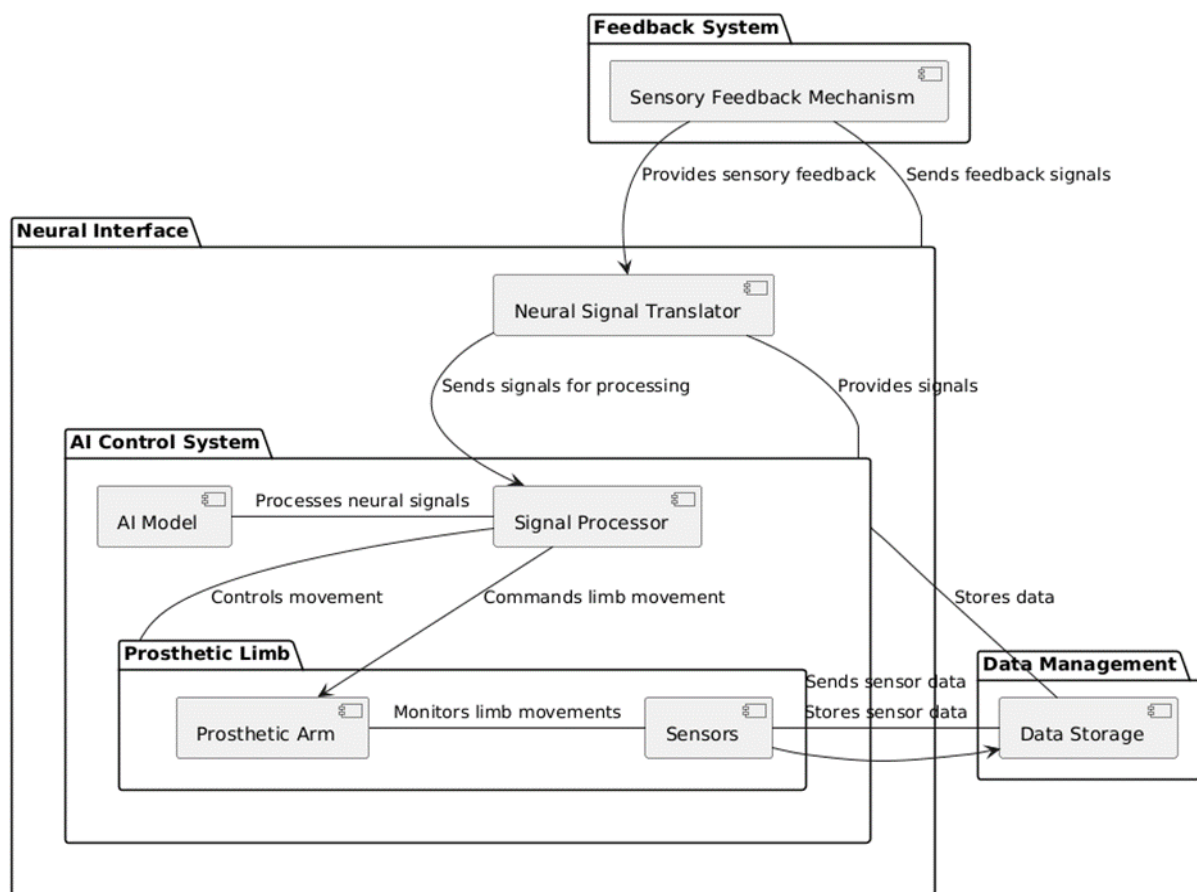 Feedback System
Sensory Feedback Mechanism
Provides sensory feedback
Sends feedback signals
Neural Interface
Neural Signal Translator
Sends signals for processing
Provides signals
AI Control System
AI Model
Processes neural signals
Signal Processor
Controls movement
Commands limb movement
Stores data
Prosthetic Limb
Data Management
Sends sensor data
Prosthetic Arm
Monitors limb movements
Sensors
Stores sensor data
Data Storage